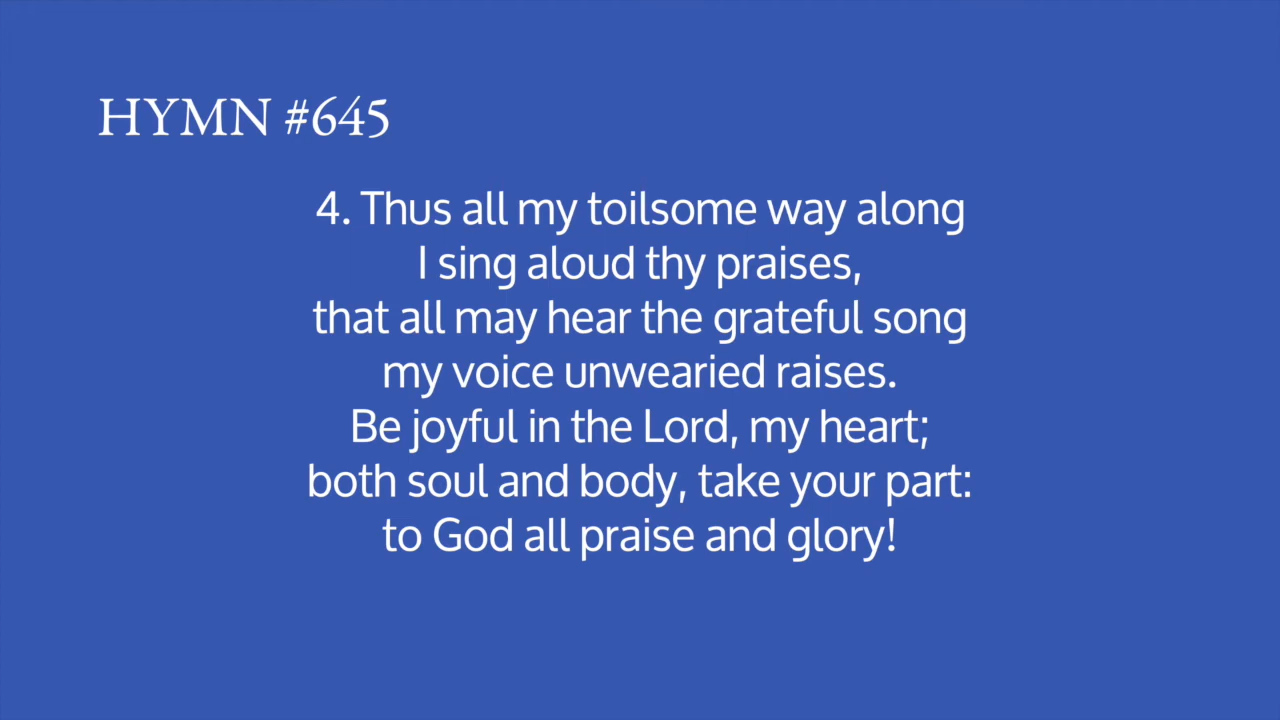 HYMN #645
4. Thus all my toilsome way along
I sing aloud thy praises,
that all may hear the grateful song
my voice unwearied raises.
Be joyful in the Lord, my heart;
both soul and body, take your part:
to God all praise and glory!